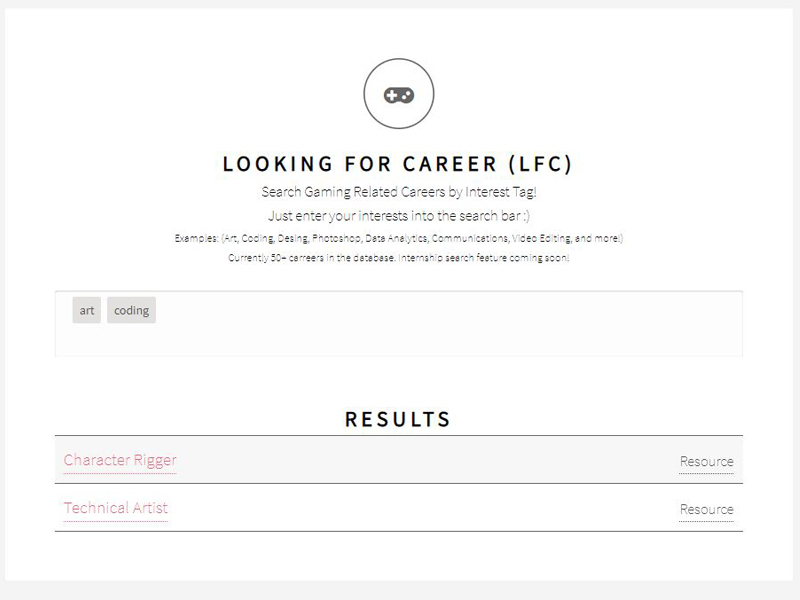 LOOKING FOR CAREER (LFC)
Search Gaming Related Careers by Interest Tag!
Just enter your interests into the search bar :)
Examples: (Art, Coding, Desing, Photoshop, Data Analytics, Communications, Video Editing, and more!)
Currently 50+ carreers in the database. Internship search feature coming soon!
art coding
RESULTS
Character Rigger Resource
Technical Artist Resource